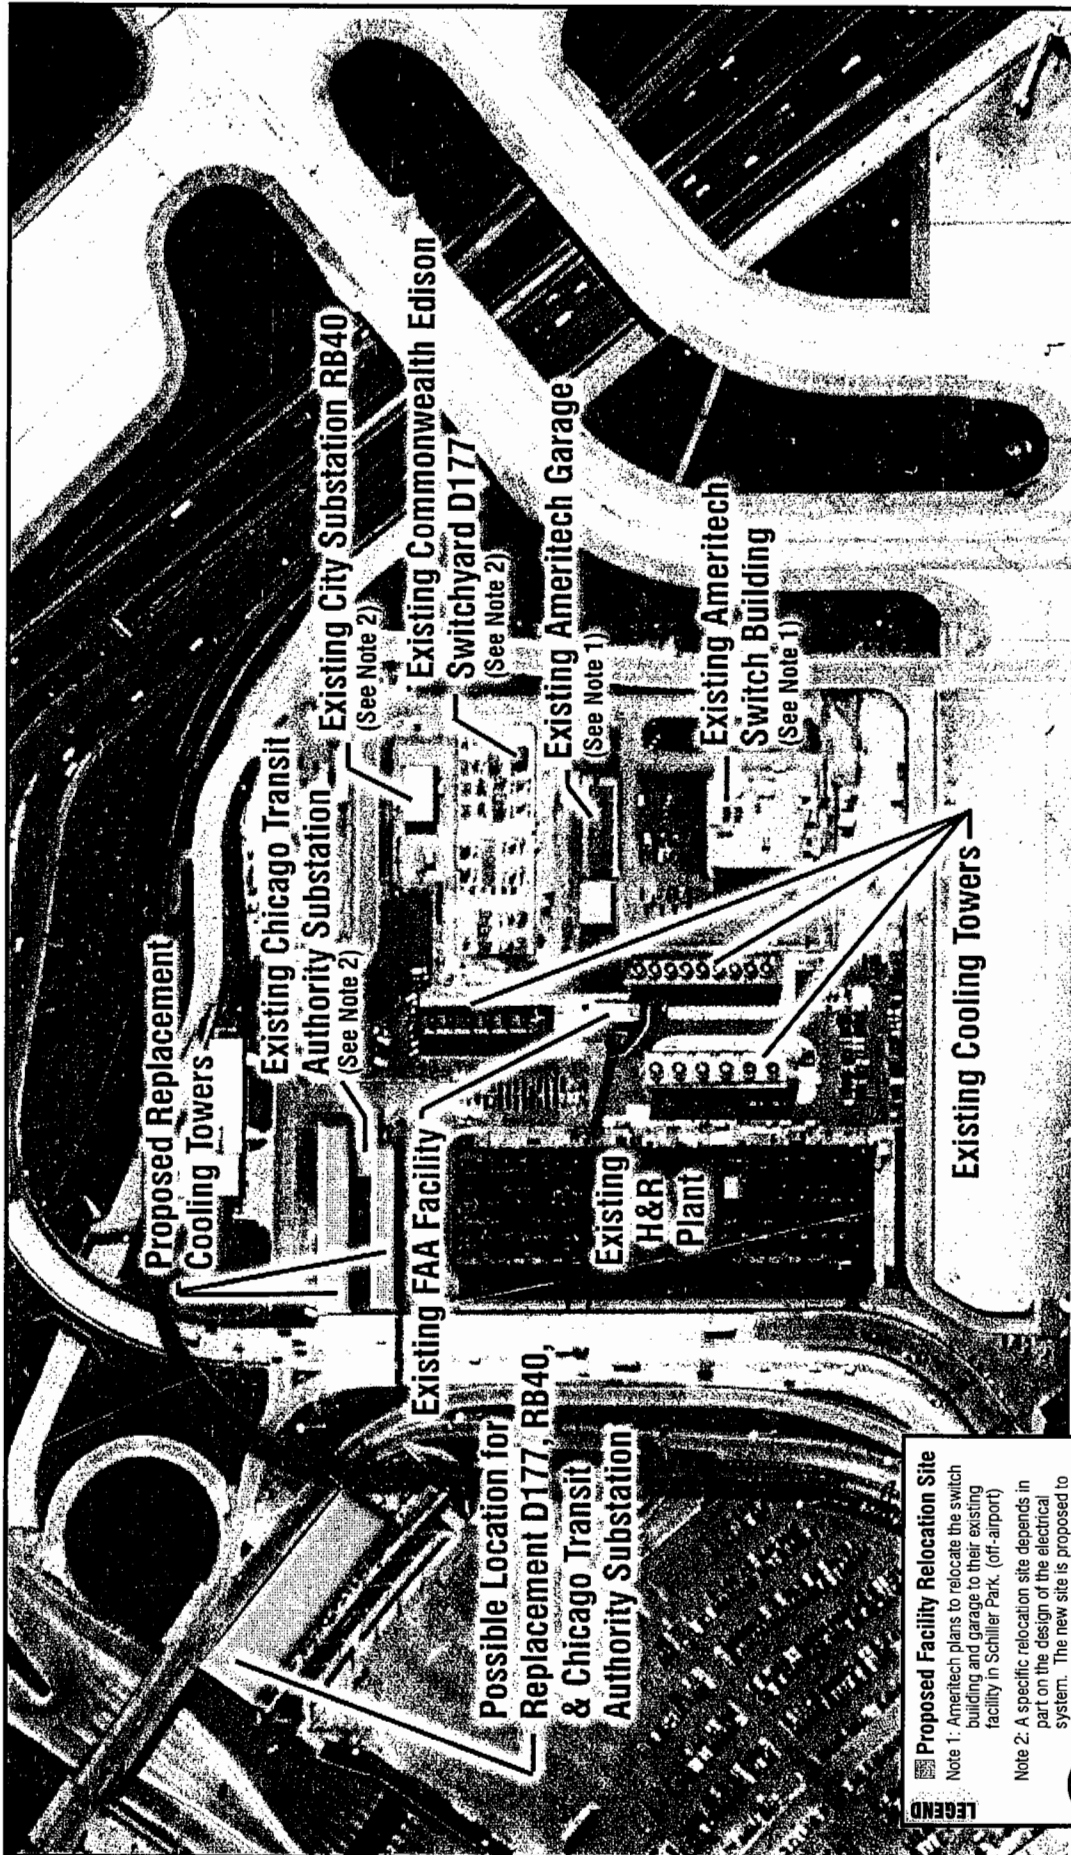 Proposed Replacement
Cooling Towers
Existing Chicago Transit
Authority Substation
(See Note 2)
Existing City Substation RB40
(See Note 2)
Existing Commonwealth Edison
Switchyard D177
(See Note 2)
Existing Ameritech Garage
(See Note 1)
Existing Ameritech
Switch Building
(See Note 1)
Existing FAA Facility
Existing
H&R
Plant
Existing Cooling Towers
Possible Location for
Replacement D177, RB40,
& Chicago Transit
Authority Substation
LEGEND
Proposed Facility Relocation Site
Note 1: Ameritech plans to relocate the switch
building and garage to their existing
facility in Schiller Park. (off-airport)
Note 2: A specific relocation site depends in
part on the design of the electrical
system. The new site is proposed to